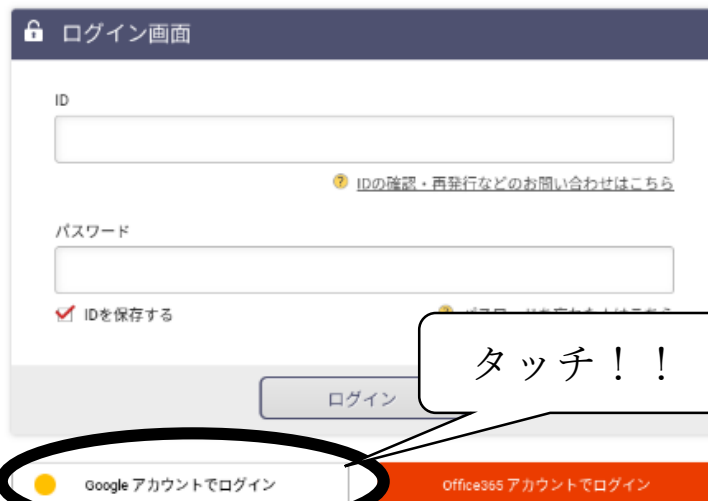 ログイン画面
ID
IDの確認・再発行などのお問い合わせはこちら
パスワード
IDを保存する
タッチ！！
ログイン
Google アカウントでログイン
Office365 アカウントでログイン